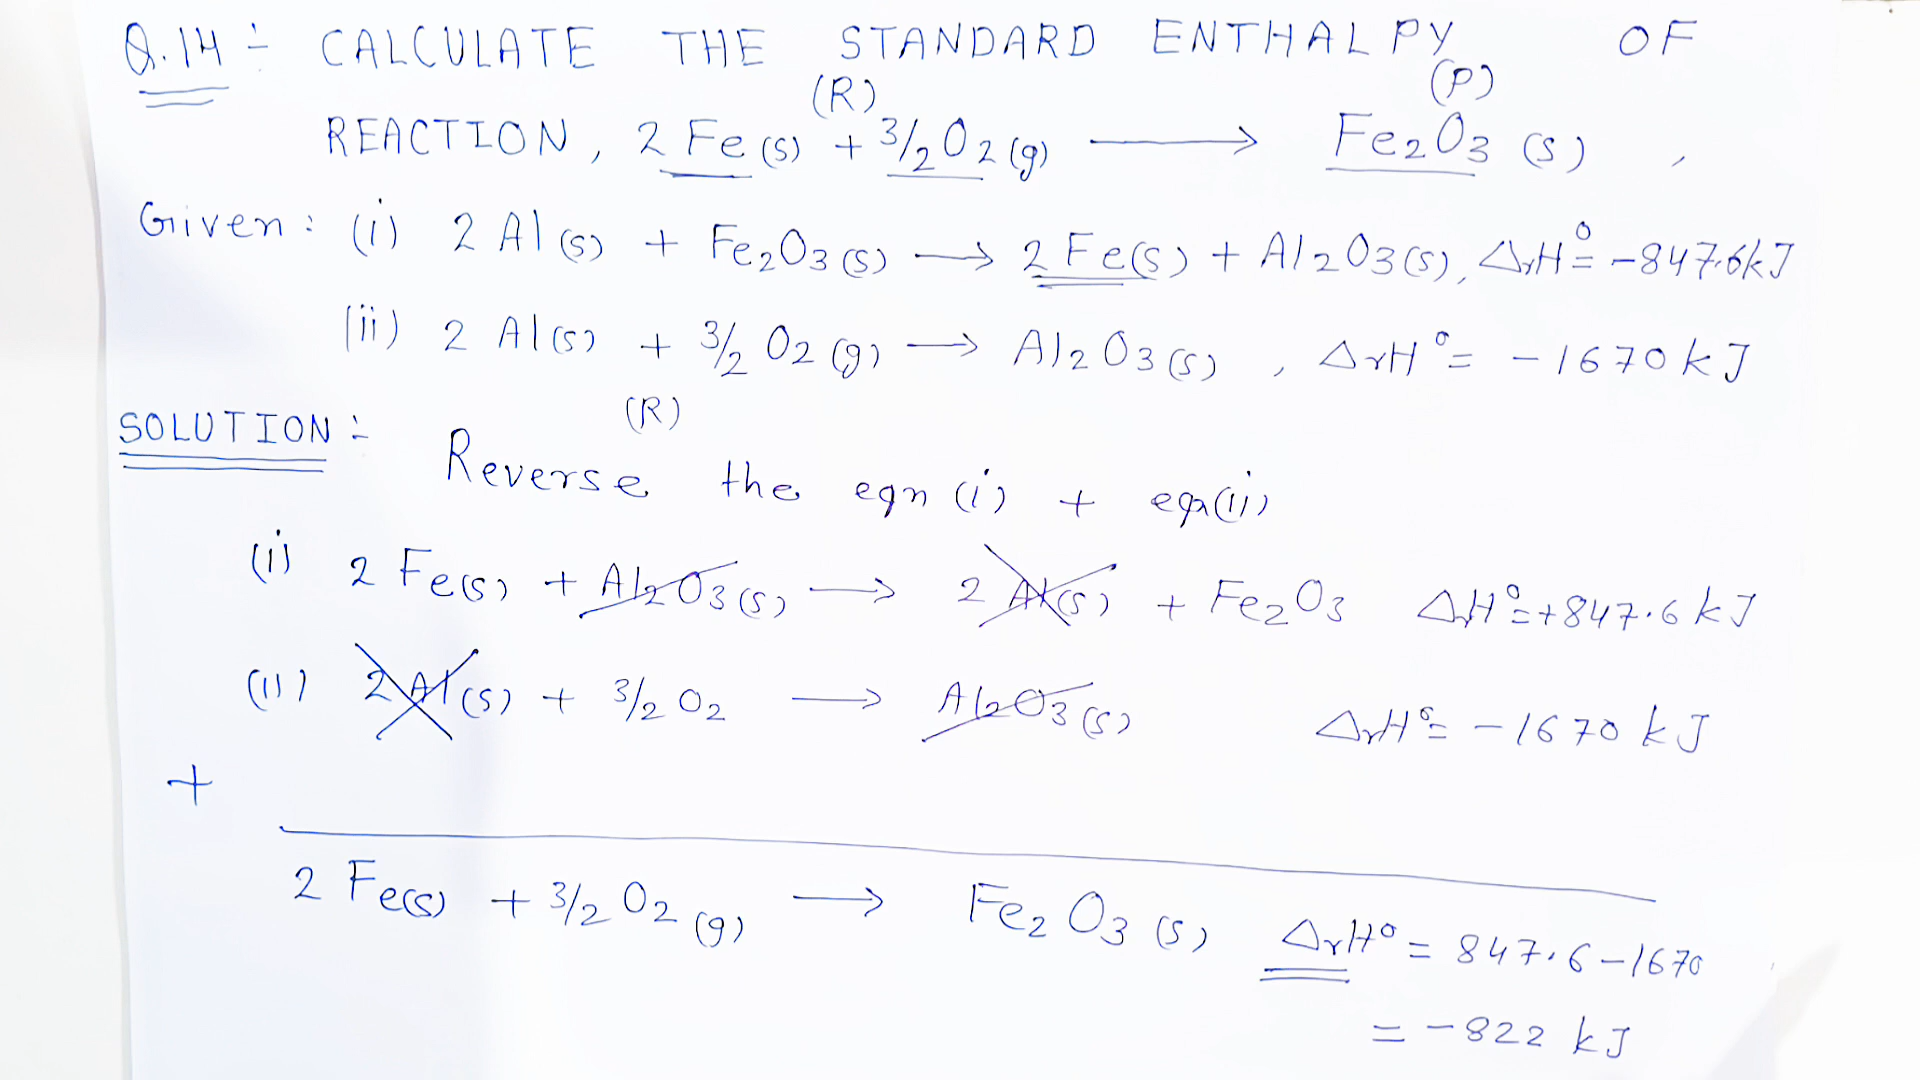 Q.14 :- CALCULATE THE STANDARD ENTHALPY OF
(R) (P)
REACTION, 2 Fe(s) + 3/2 O2(g) → Fe2O3(s),
Given : (i) 2 Al(s) + Fe2O3(s) → 2 Fe(s) + Al2O3(s), ΔrH° = -847.6kJ
(ii) 2 Al(s) + 3/2 O2(g) → Al2O3(s), ΔrH° = -1670 kJ
(R)
SOLUTION :-
Reverse the eqn (i) + eqn(ii)
(i) 2 Fe(s) + Al2O3(s) → 2 Al(s) + Fe2O3 ΔrH° = +847.6 kJ
(ii) 2 Al(s) + 3/2 O2 → Al2O3(s) ΔrH° = -1670 kJ
+
2 Fe(s) + 3/2 O2(g) → Fe2O3(s) ΔrH° = 847.6-1670
= -822 kJ